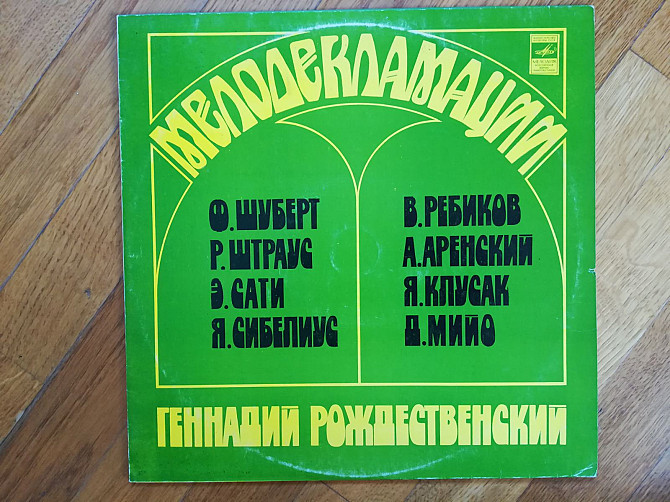 МЕЛОДЕКЛАМАЦИИ
Ф.ШУБЕРТ
Р.ШТРАУС
Э.САТИ
Я.СИБЕЛИУС
В.РЕБИКОВ
А.АРЕНСКИЙ
Я.КЛУСАК
Д.МИЙО
ГЕННАДИЙ РОЖДЕСТВЕНСКИЙ